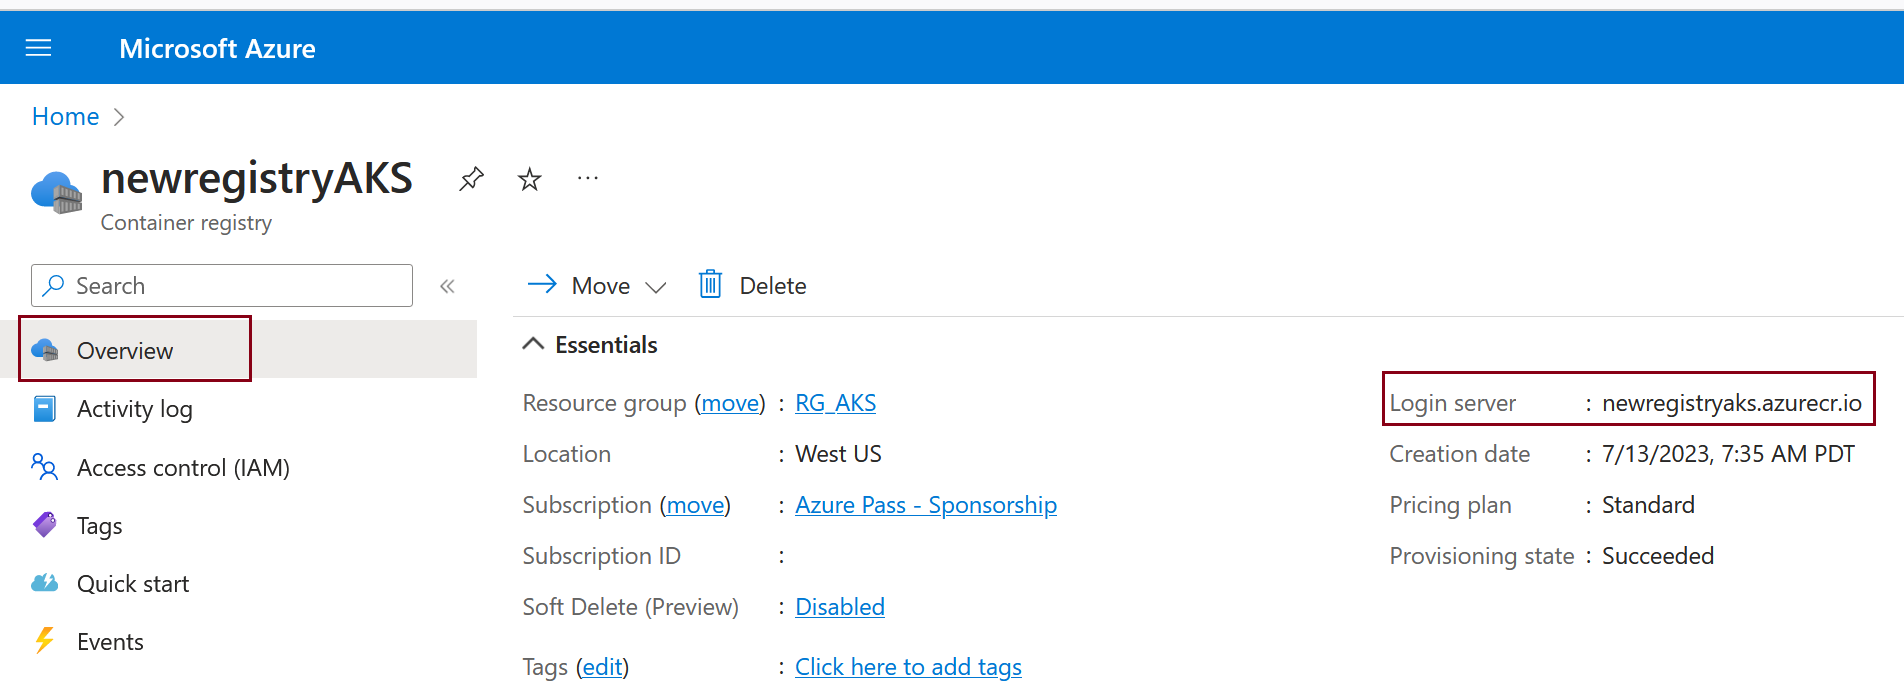 Microsoft Azure
Home
newregistryAKS
Container registry
Search
Move
Delete
Overview
Activity log
Access control (IAM)
Tags
Quick start
Events
Essentials
Resource group (move) : RG_AKS
Location : West US
Subscription (move) : Azure Pass - Sponsorship
Subscription ID :
Soft Delete (Preview) : Disabled
Tags (edit) : Click here to add tags
Login server : newregistryaks.azurecr.io
Creation date : 7/13/2023, 7:35 AM PDT
Pricing plan : Standard
Provisioning state : Succeeded